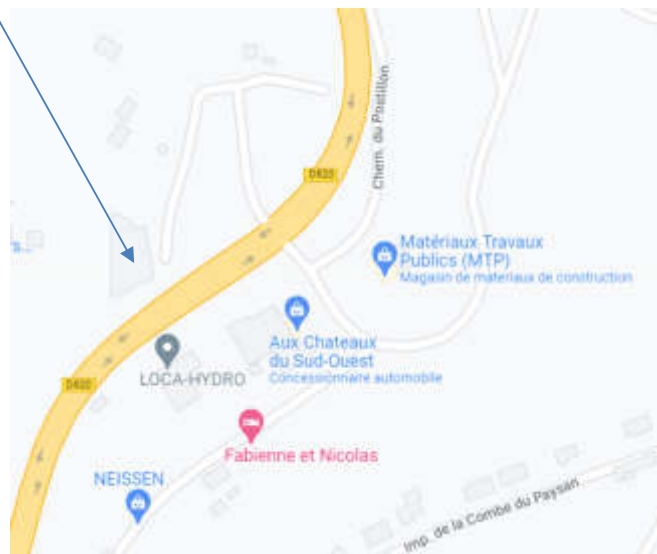 Chem. du Postillon
D820
s...
Matériaux Travaux
Publics (MTP)
Magasin de materiaux de construction
Aux Chateaux
du Sud-Ouest
Concessionnaire automobile
LOCA-HYDRO
D820
Fabienne et Nicolas
NEISSEN
Imp. de la Combe du Paysan